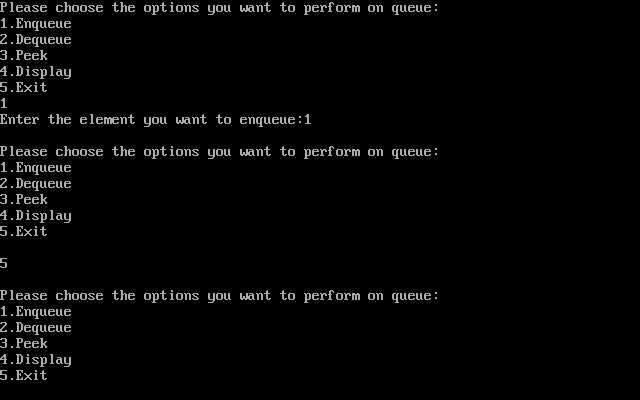 Please choose the options you want to perform on queue:
1.Enqueue
2.Dequeue
3.Peek
4.Display
5.Exit
1
Enter the element you want to enqueue:1
Please choose the options you want to perform on queue:
1.Enqueue
2.Dequeue
3.Peek
4.Display
5.Exit
5
Please choose the options you want to perform on queue:
1.Enqueue
2.Dequeue
3.Peek
4.Display
5.Exit